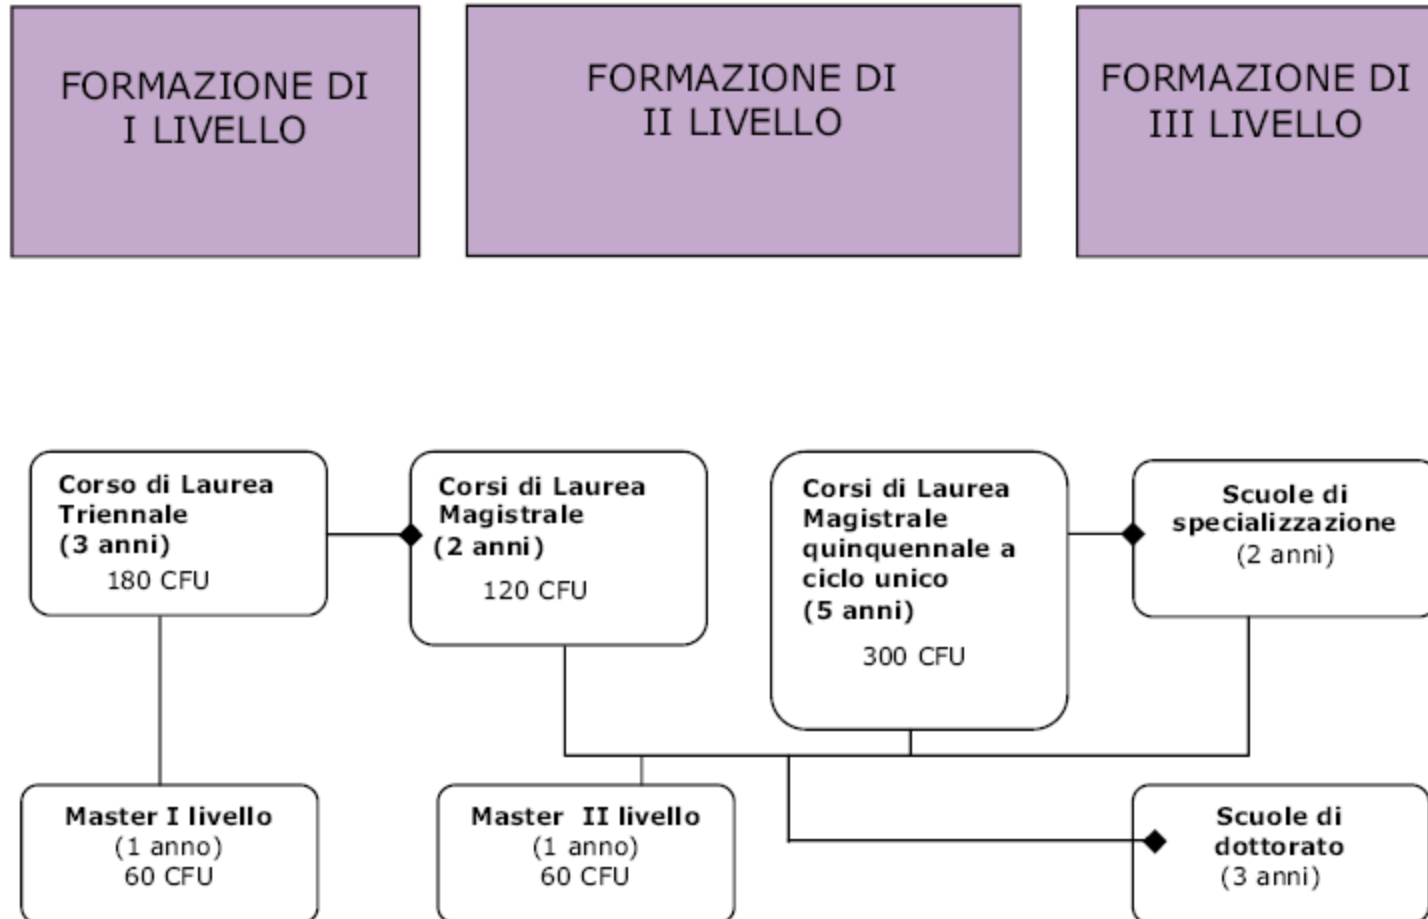 FORMAZIONE DI
I LIVELLO
FORMAZIONE DI
II LIVELLO
FORMAZIONE DI
III LIVELLO
Corso di Laurea
Triennale
(3 anni)
180 CFU
Corsi di Laurea
Magistrale
(2 anni)
120 CFU
Corsi di Laurea
Magistrale
quinquennale a
ciclo unico
(5 anni)
300 CFU
Scuole di
specializzazione
(2 anni)
Master I livello
(1 anno)
60 CFU
Master II livello
(1 anno)
60 CFU
Scuole di
dottorato
(3 anni)